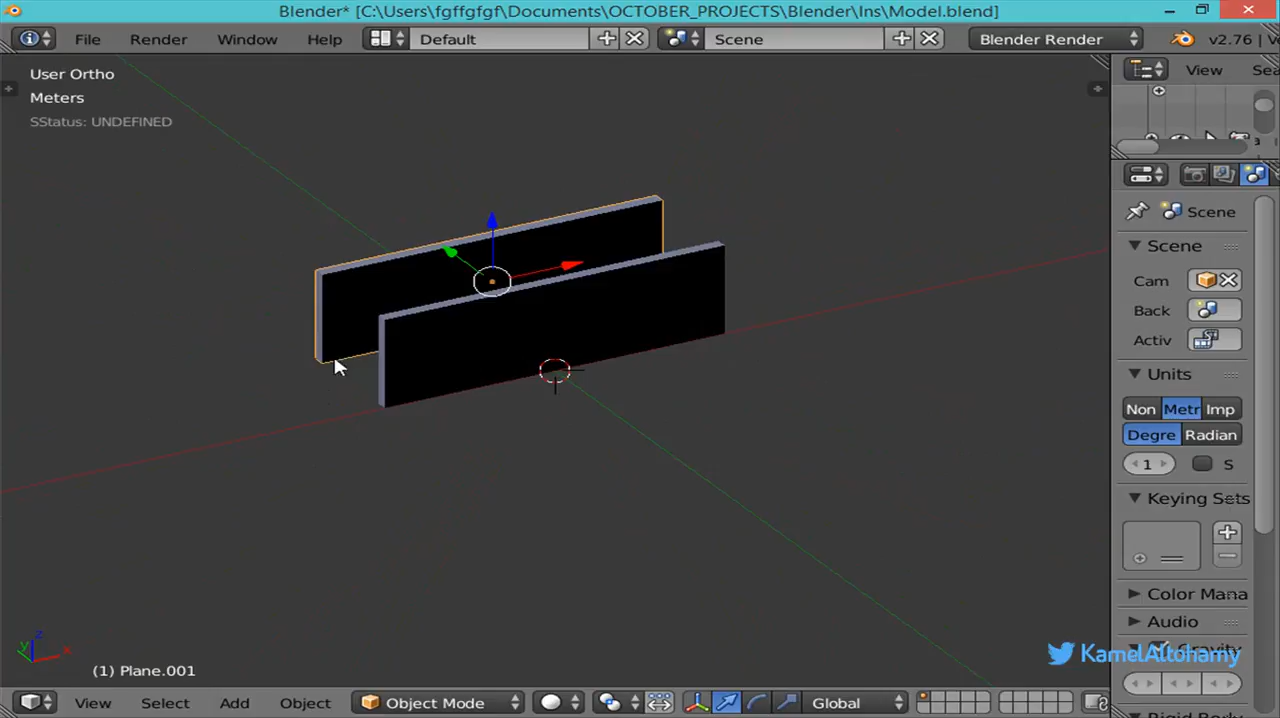 Blender* [C:\Users\fgffgfgf\Documents\OCTOBER_PROJECTS\Blender\Ins\Model.blend]
File Render Window Help Default Scene Blender Render v2.76
User Ortho
Meters
SStatus: UNDEFINED
View Sea
Scene
Scene
Cam
Back
Activ
Units
Non Metr Imp
Degre Radian
1 S
Keying Sets
Color Mana
Audio
Gravity
KamelAltohamy
z
y x
(1) Plane.001
View Select Add Object Object Mode Global